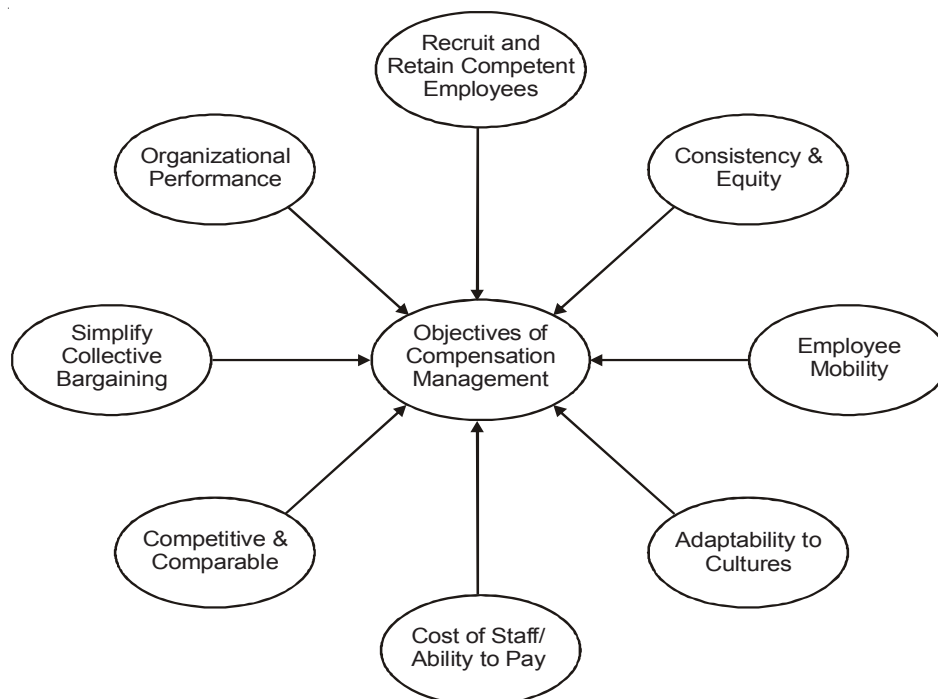 Recruit and
Retain Competent
Employees
Organizational
Performance
Consistency &
Equity
Simplify
Collective
Bargaining
Objectives of
Compensation
Management
Employee
Mobility
Competitive &
Comparable
Adaptability to
Cultures
Cost of Staff/
Ability to Pay